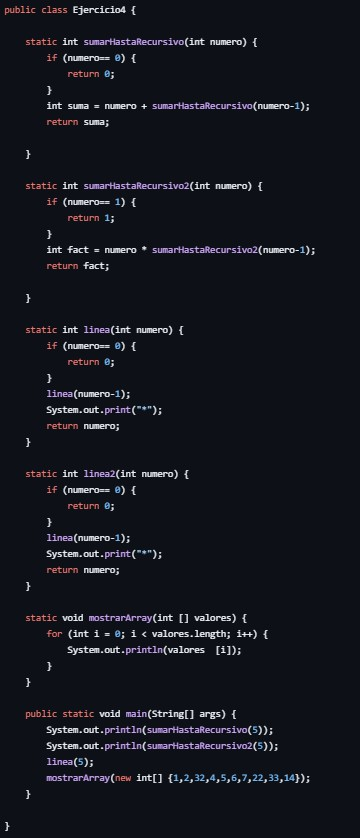 public class Ejercicio4 {
static int sumarHastaRecursivo(int numero) {
if (numero== 0) {
return 0;
}
int suma = numero + sumarHastaRecursivo(numero-1);
return suma;
}
static int sumarHastaRecursivo2(int numero) {
if (numero== 1) {
return 1;
}
int fact = numero * sumarHastaRecursivo2(numero-1);
return fact;
}
static int linea(int numero) {
if (numero== 0) {
return 0;
}
linea(numero-1);
System.out.print("*");
return numero;
}
static int linea2(int numero) {
if (numero== 0) {
return 0;
}
linea(numero-1);
System.out.print("*");
return numero;
}
static void mostrarArray(int [] valores) {
for (int i = 0; i < valores.length; i++) {
System.out.println(valores  [i]);
}
}
public static void main(String[] args) {
System.out.println(sumarHastaRecursivo(5));
System.out.println(sumarHastaRecursivo2(5));
linea(5);
mostrarArray(new int[] {1,2,32,4,5,6,7,22,33,14});
}
}